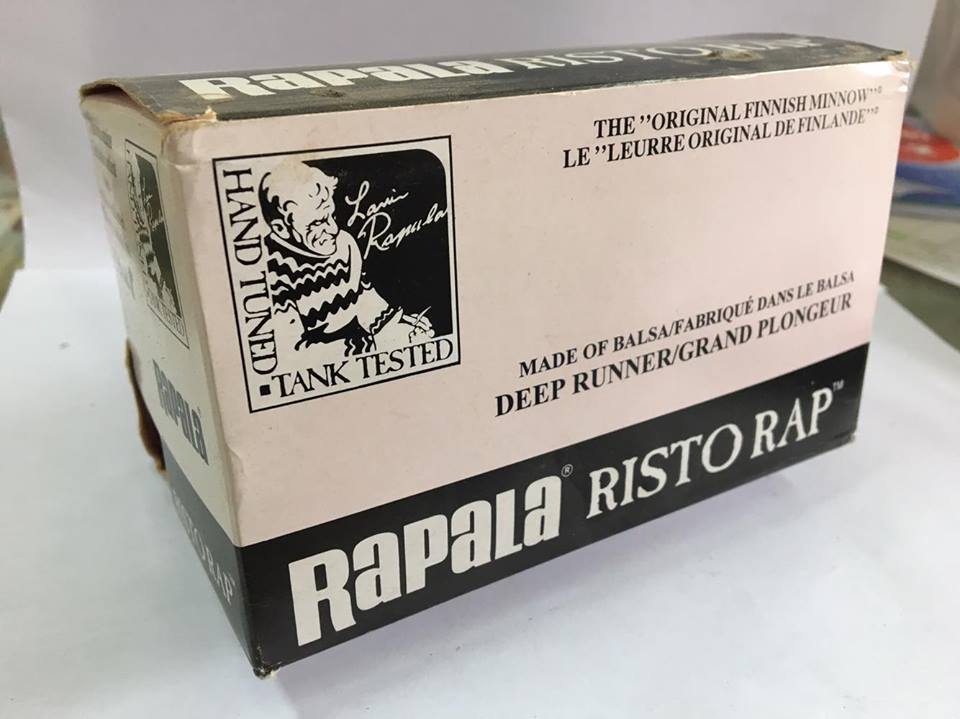 RAPALA RISTO RAP
THE "ORIGINAL FINNISH MINNOW"
LE "LEURRE ORIGINAL DE FINLANDE"
HAND TUNED
TANK TESTED
Lauri
Rapala
MADE OF BALSA/FABRIQUÉ DANS LE BALSA
DEEP RUNNER/GRAND PLONGEUR
RAPALA® RISTO RAP™
RAPALA®
RISTO RAP™